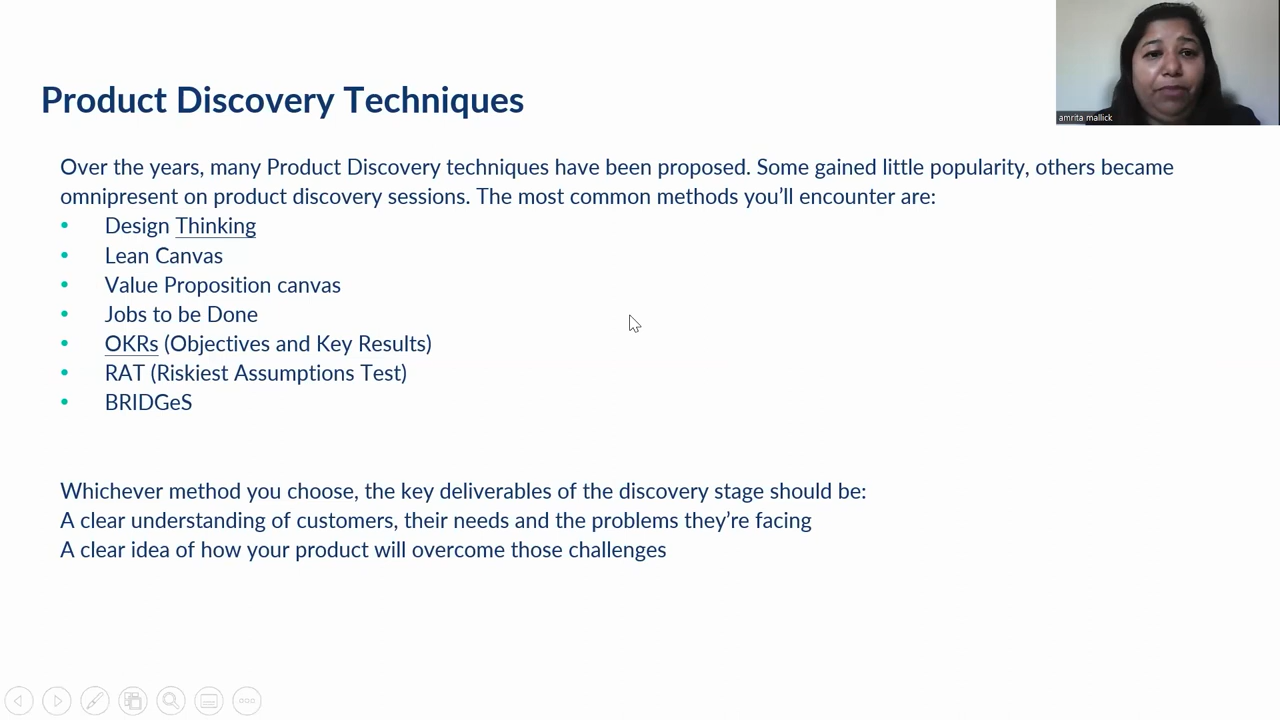 Product Discovery Techniques
amrita mallick
Over the years, many Product Discovery techniques have been proposed. Some gained little popularity, others became
omnipresent on product discovery sessions. The most common methods you'll encounter are:
• Design Thinking
• Lean Canvas
• Value Proposition canvas
• Jobs to be Done
• OKRs (Objectives and Key Results)
• RAT (Riskiest Assumptions Test)
• BRIDGeS
Whichever method you choose, the key deliverables of the discovery stage should be:
A clear understanding of customers, their needs and the problems they're facing
A clear idea of how your product will overcome those challenges